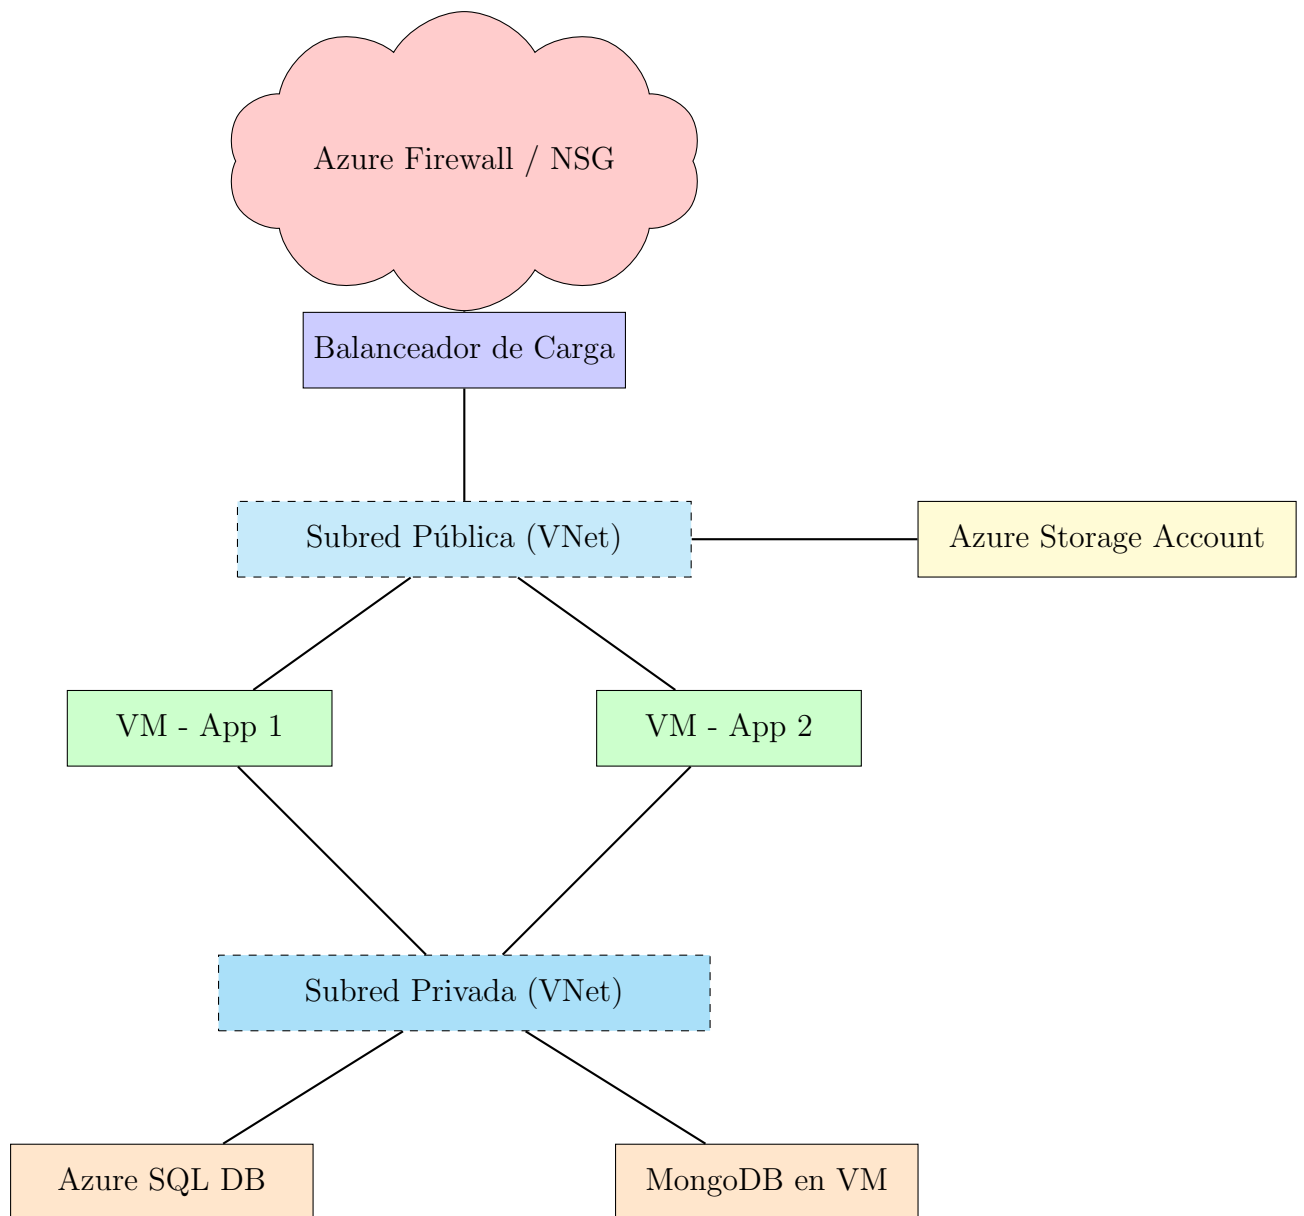 Azure Firewall / NSG
Balanceador de Carga
Subred Pública (VNet)
Azure Storage Account
VM - App 1
VM - App 2
Subred Privada (VNet)
Azure SQL DB
MongoDB en VM